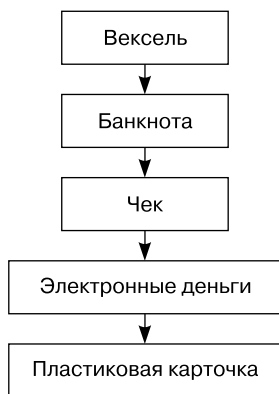 Вексель
Банкнота
Чек
Электронные деньги
Пластиковая карточка